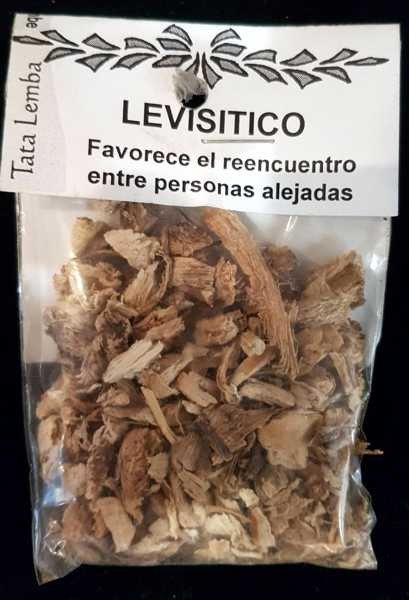 Tata Lemba
LEVISITICO
Favorece el reencuentro
entre personas alejadas